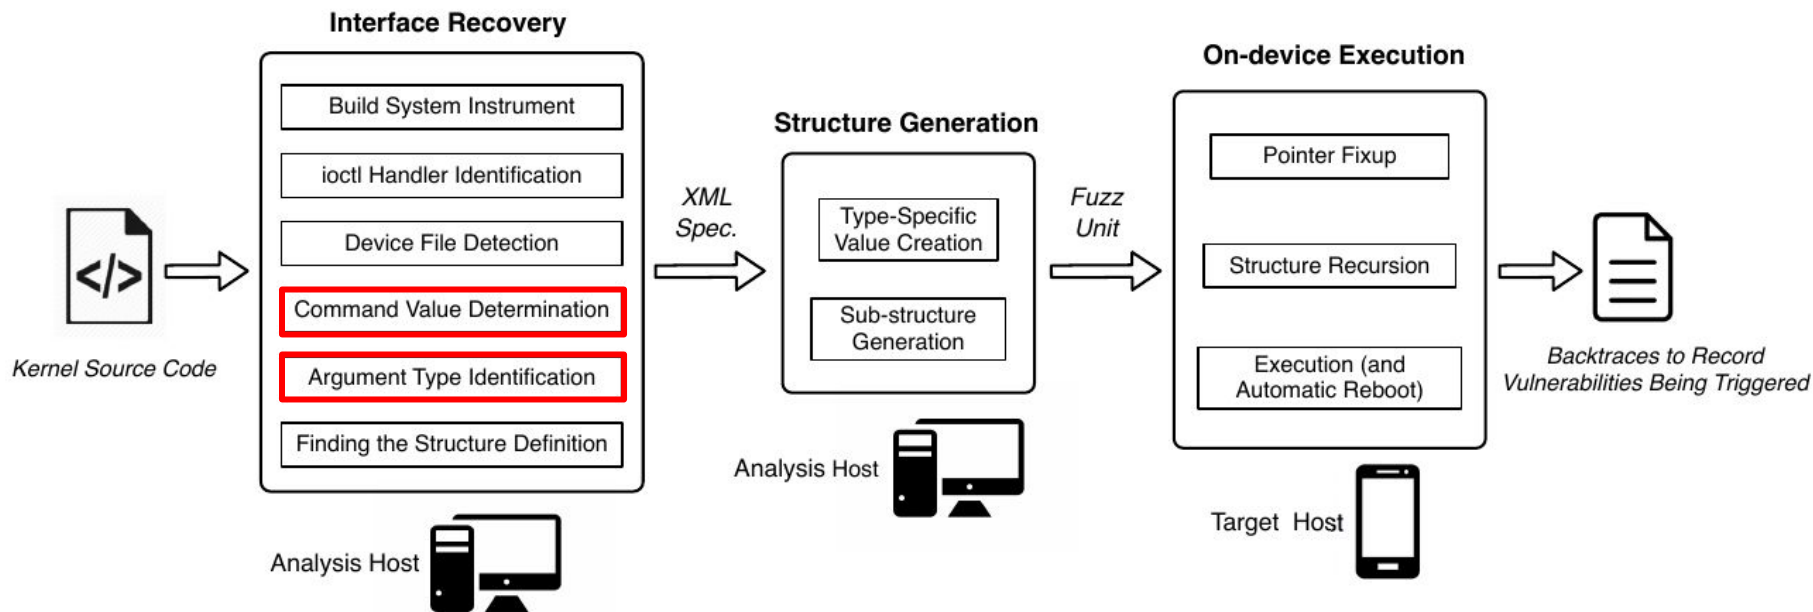 Interface Recovery
Build System Instrument
ioctl Handler Identification
Device File Detection
Command Value Determination
Argument Type Identification
Finding the Structure Definition
</>
Kernel Source Code
Analysis Host
XML
Spec.
Structure Generation
Type-Specific
Value Creation
Sub-structure
Generation
Analysis Host
Fuzz
Unit
On-device Execution
Pointer Fixup
Structure Recursion
Execution (and
Automatic Reboot)
Target Host
Backtraces to Record
Vulnerabilities Being Triggered